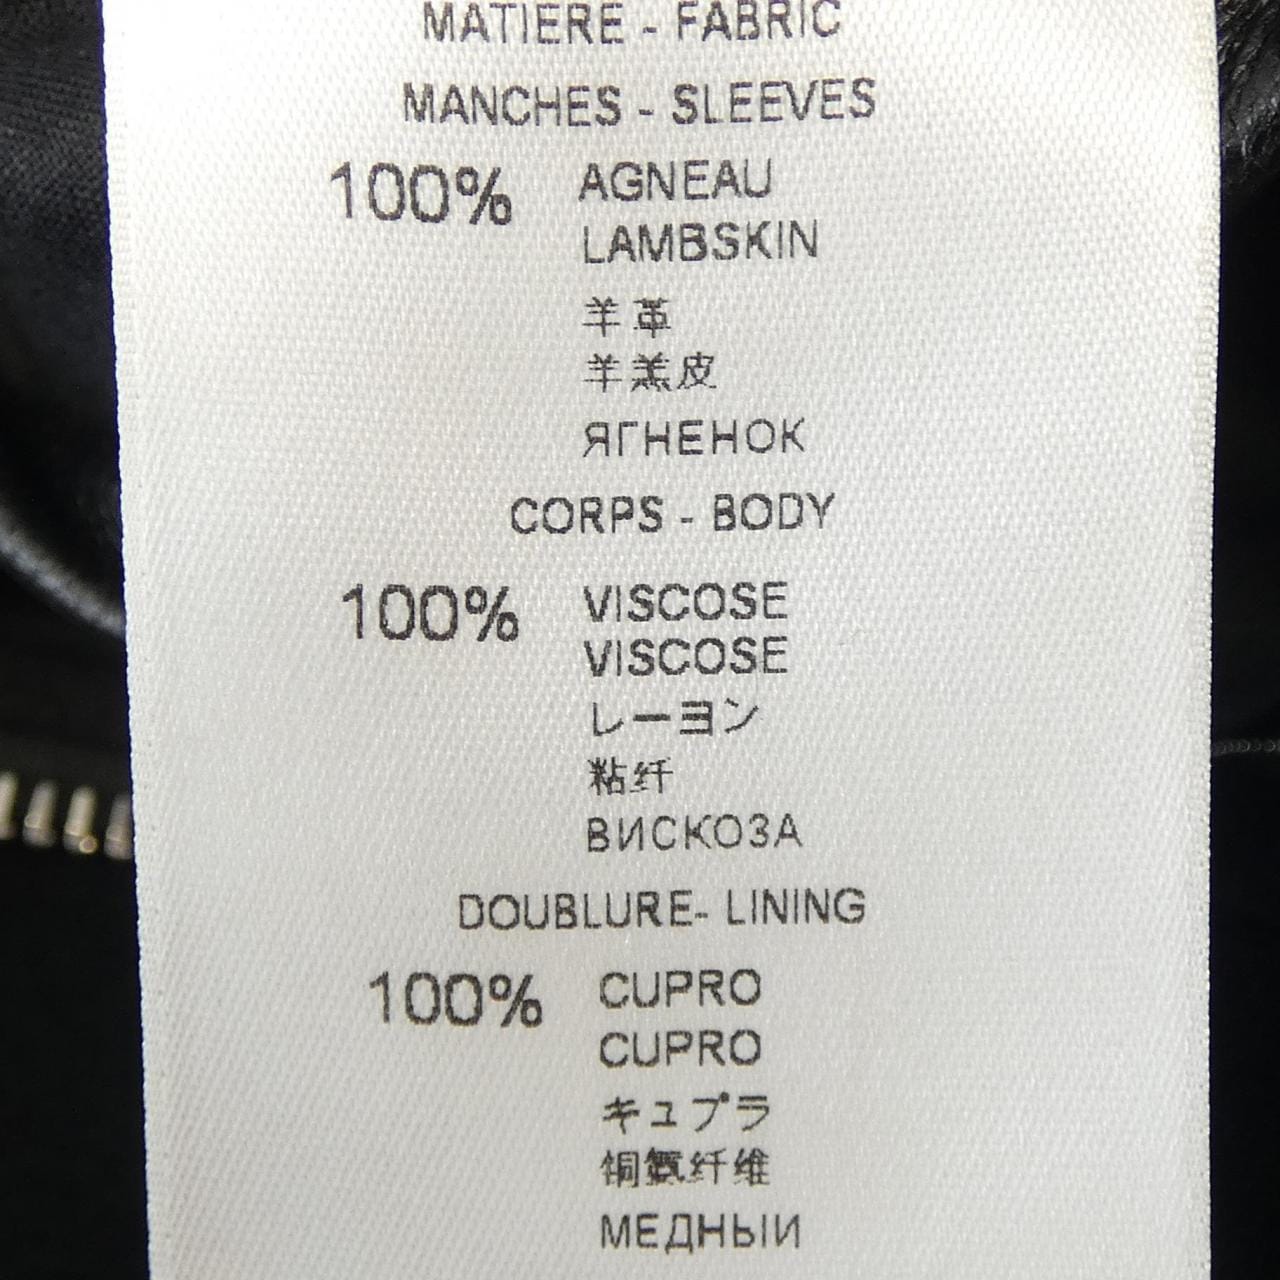 MATIERE - FABRIC
MANCHES - SLEEVES
100% AGNEAU
LAMBSKIN
羊革
羊羔皮
ЯГНЕНОК
CORPS - BODY
100% VISCOSE
VISCOSE
レーヨン
粘纤
ВИСКОЗА
DOUBLURE- LINING
100% CUPRO
CUPRO
キュプラ
铜氨纤维
МЕДНЫИ